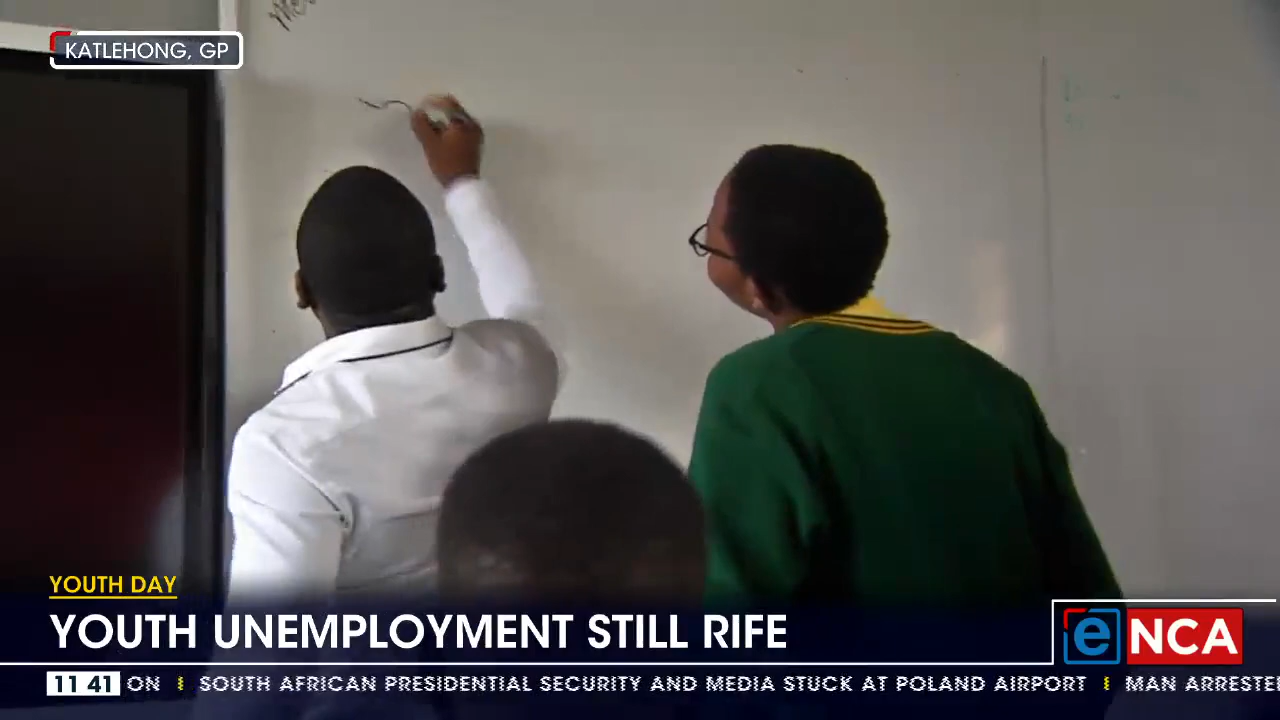 KATLEHONG, GP
YOUTH DAY
YOUTH UNEMPLOYMENT STILL RIFE
eNCA
11 41 ON SOUTH AFRICAN PRESIDENTIAL SECURITY AND MEDIA STUCK AT POLAND AIRPORT MAN ARRESTE